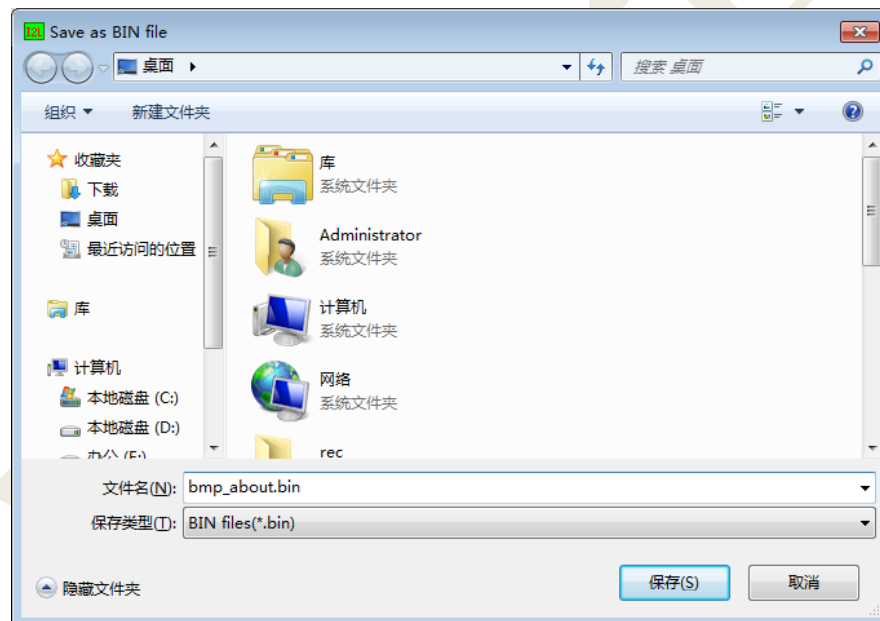 I2L Save as BIN file
桌面
搜索 桌面
组织
新建文件夹
收藏夹
下载
桌面
最近访问的位置
库
计算机
本地磁盘 (C:)
本地磁盘 (D:)
办公 (E:)
库
系统文件夹
Administrator
系统文件夹
计算机
系统文件夹
网络
系统文件夹
rec
文件名(N): bmp_about.bin
保存类型(T): BIN files(*.bin)
隐藏文件夹
保存(S)
取消